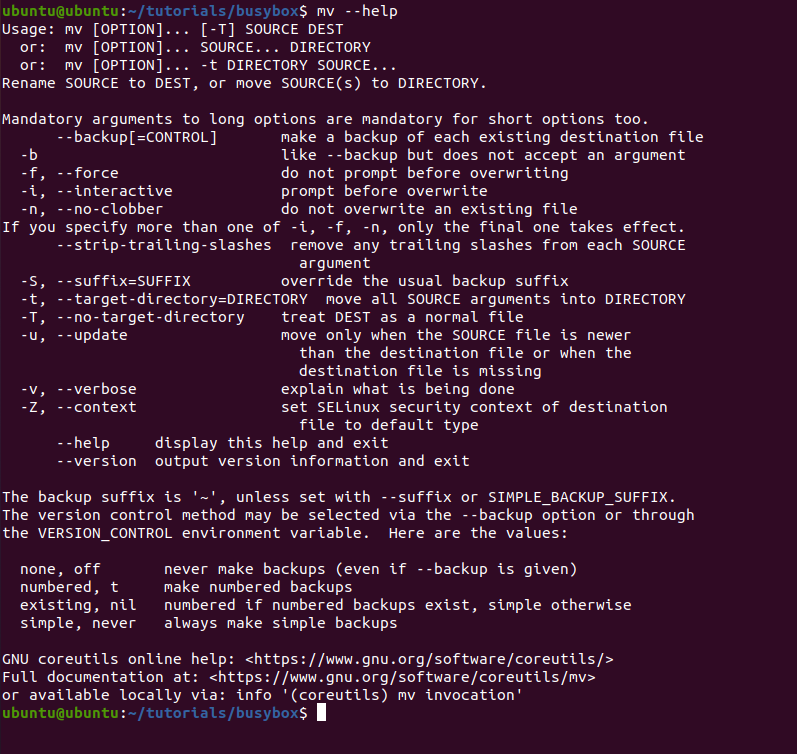 ubuntu@ubuntu:~/tutorials/busybox$ mv --help
Usage: mv [OPTION]... [-T] SOURCE DEST
  or:  mv [OPTION]... SOURCE... DIRECTORY
  or:  mv [OPTION]... -t DIRECTORY SOURCE...
Rename SOURCE to DEST, or move SOURCE(s) to DIRECTORY.

Mandatory arguments to long options are mandatory for short options too.
      --backup[=CONTROL]       make a backup of each existing destination file
  -b                           like --backup but does not accept an argument
  -f, --force                  do not prompt before overwriting
  -i, --interactive            prompt before overwrite
  -n, --no-clobber             do not overwrite an existing file
If you specify more than one of -i, -f, -n, only the final one takes effect.
      --strip-trailing-slashes  remove any trailing slashes from each SOURCE
                                 argument
  -S, --suffix=SUFFIX          override the usual backup suffix
  -t, --target-directory=DIRECTORY  move all SOURCE arguments into DIRECTORY
  -T, --no-target-directory    treat DEST as a normal file
  -u, --update                 move only when the SOURCE file is newer
                                 than the destination file or when the
                                 destination file is missing
  -v, --verbose                explain what is being done
  -Z, --context                set SELinux security context of destination
                                 file to default type
      --help     display this help and exit
      --version  output version information and exit

The backup suffix is '~', unless set with --suffix or SIMPLE_BACKUP_SUFFIX.
The version control method may be selected via the --backup option or through
the VERSION_CONTROL environment variable.  Here are the values:

  none, off       never make backups (even if --backup is given)
  numbered, t     make numbered backups
  existing, nil   numbered if numbered backups exist, simple otherwise
  simple, never   always make simple backups

GNU coreutils online help: <https://www.gnu.org/software/coreutils/>
Full documentation at: <https://www.gnu.org/software/coreutils/mv>
or available locally via: info '(coreutils) mv invocation'
ubuntu@ubuntu:~/tutorials/busybox$